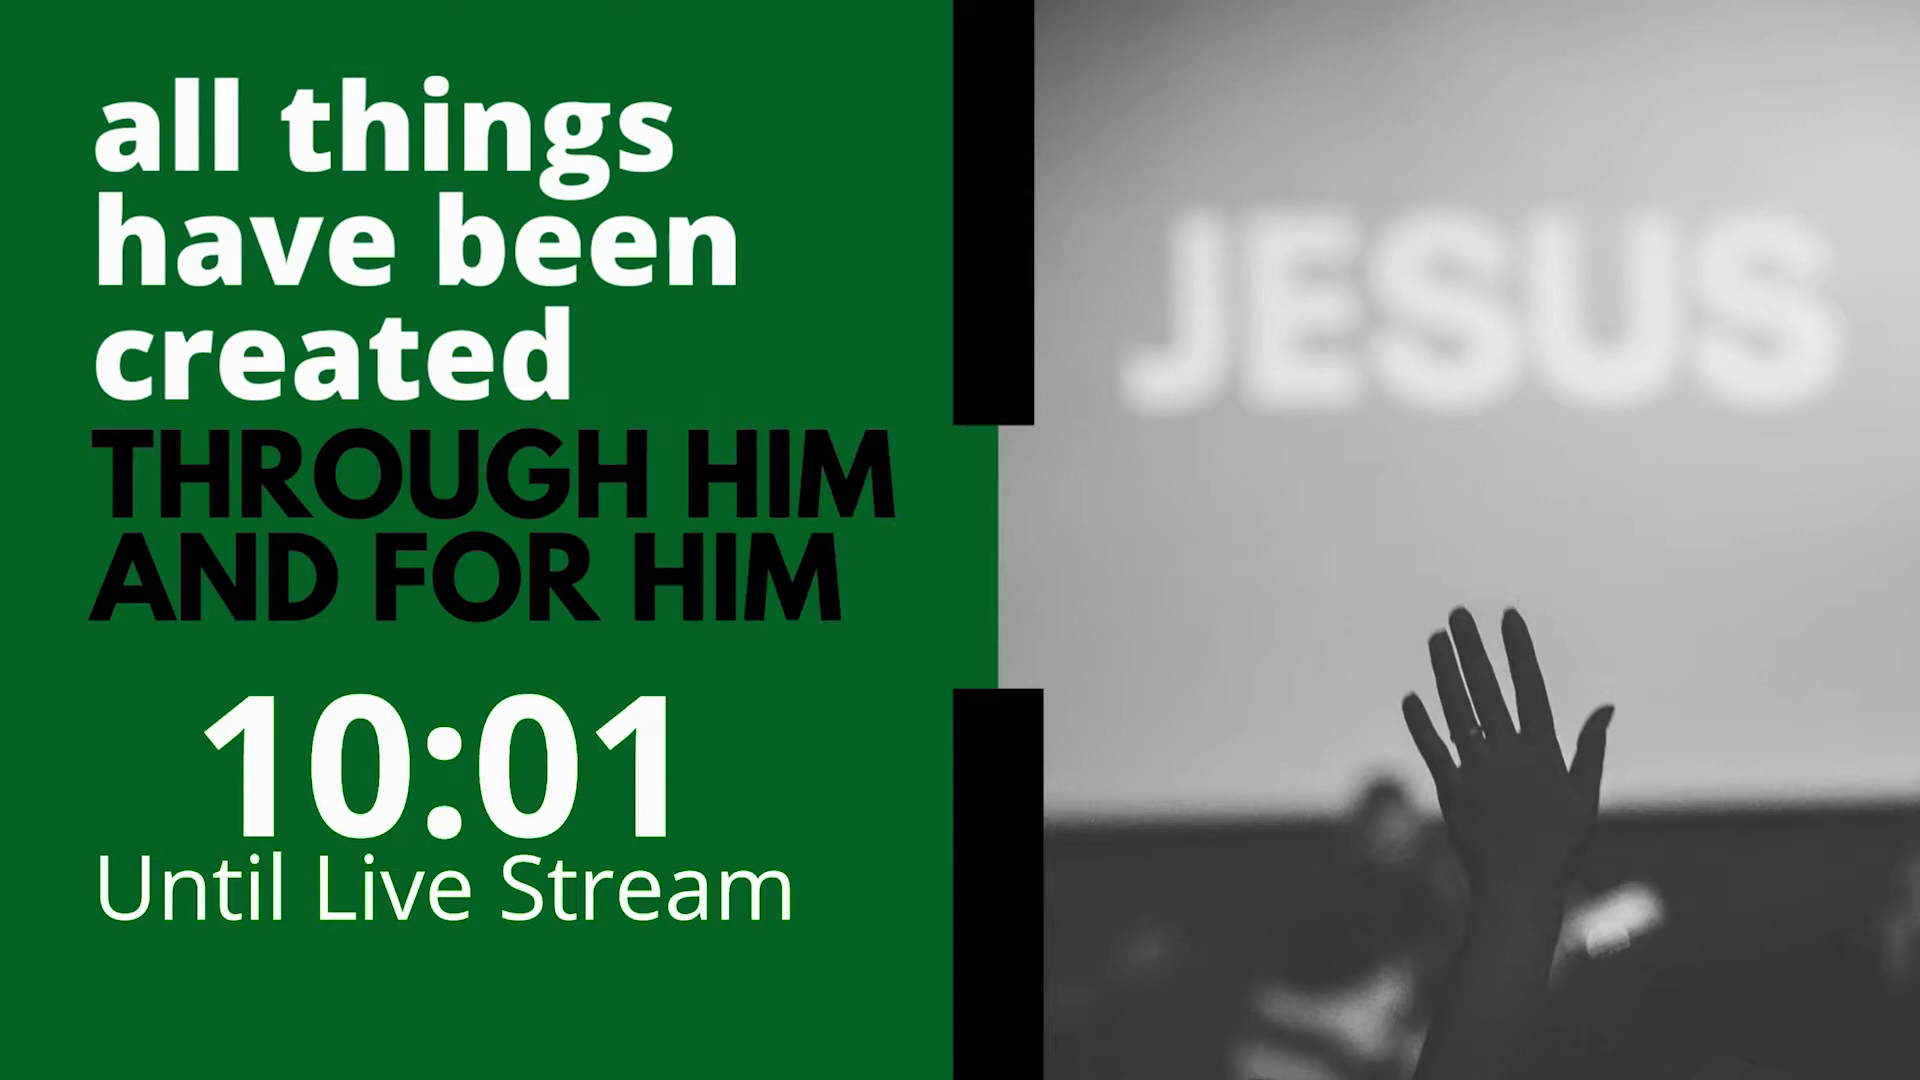 all things
have been
created
THROUGH HIM
AND FOR HIM
10:01
Until Live Stream
JESUS